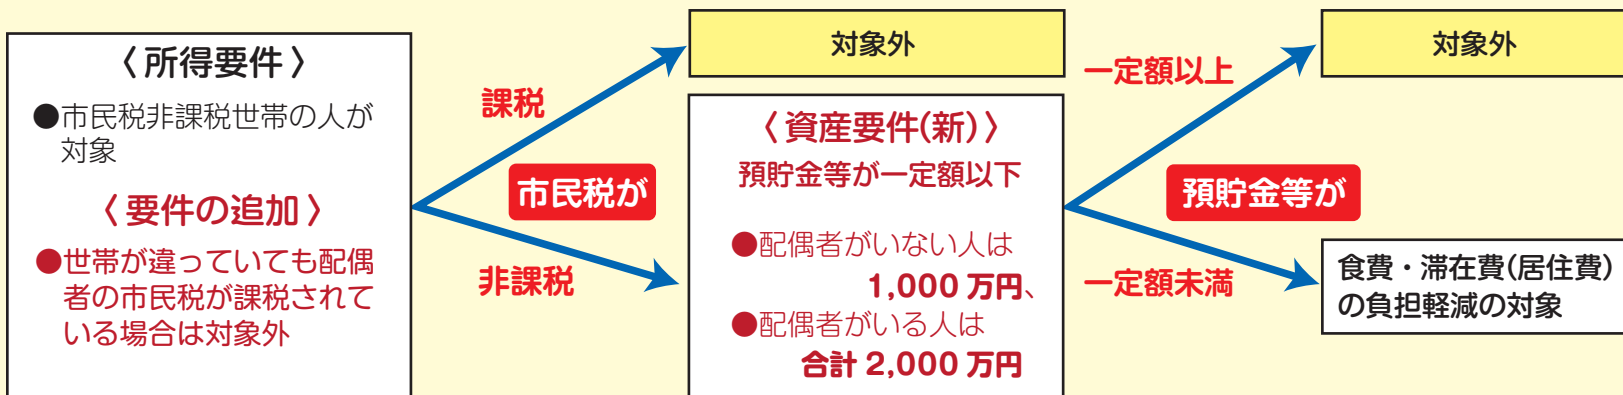 〈所得要件〉
●市民税非課税世帯の人が
対象
〈要件の追加〉
●世帯が違っていても配偶
者の市民税が課税されて
いる場合は対象外
課税
市民税が
非課税
対象外
〈資産要件(新)〉
預貯金等が一定額以下
●配偶者がいない人は
1,000 万円、
●配偶者がいる人は
合計 2,000 万円
一定額以上
預貯金等が
一定額未満
対象外
食費・滞在費(居住費)
の負担軽減の対象